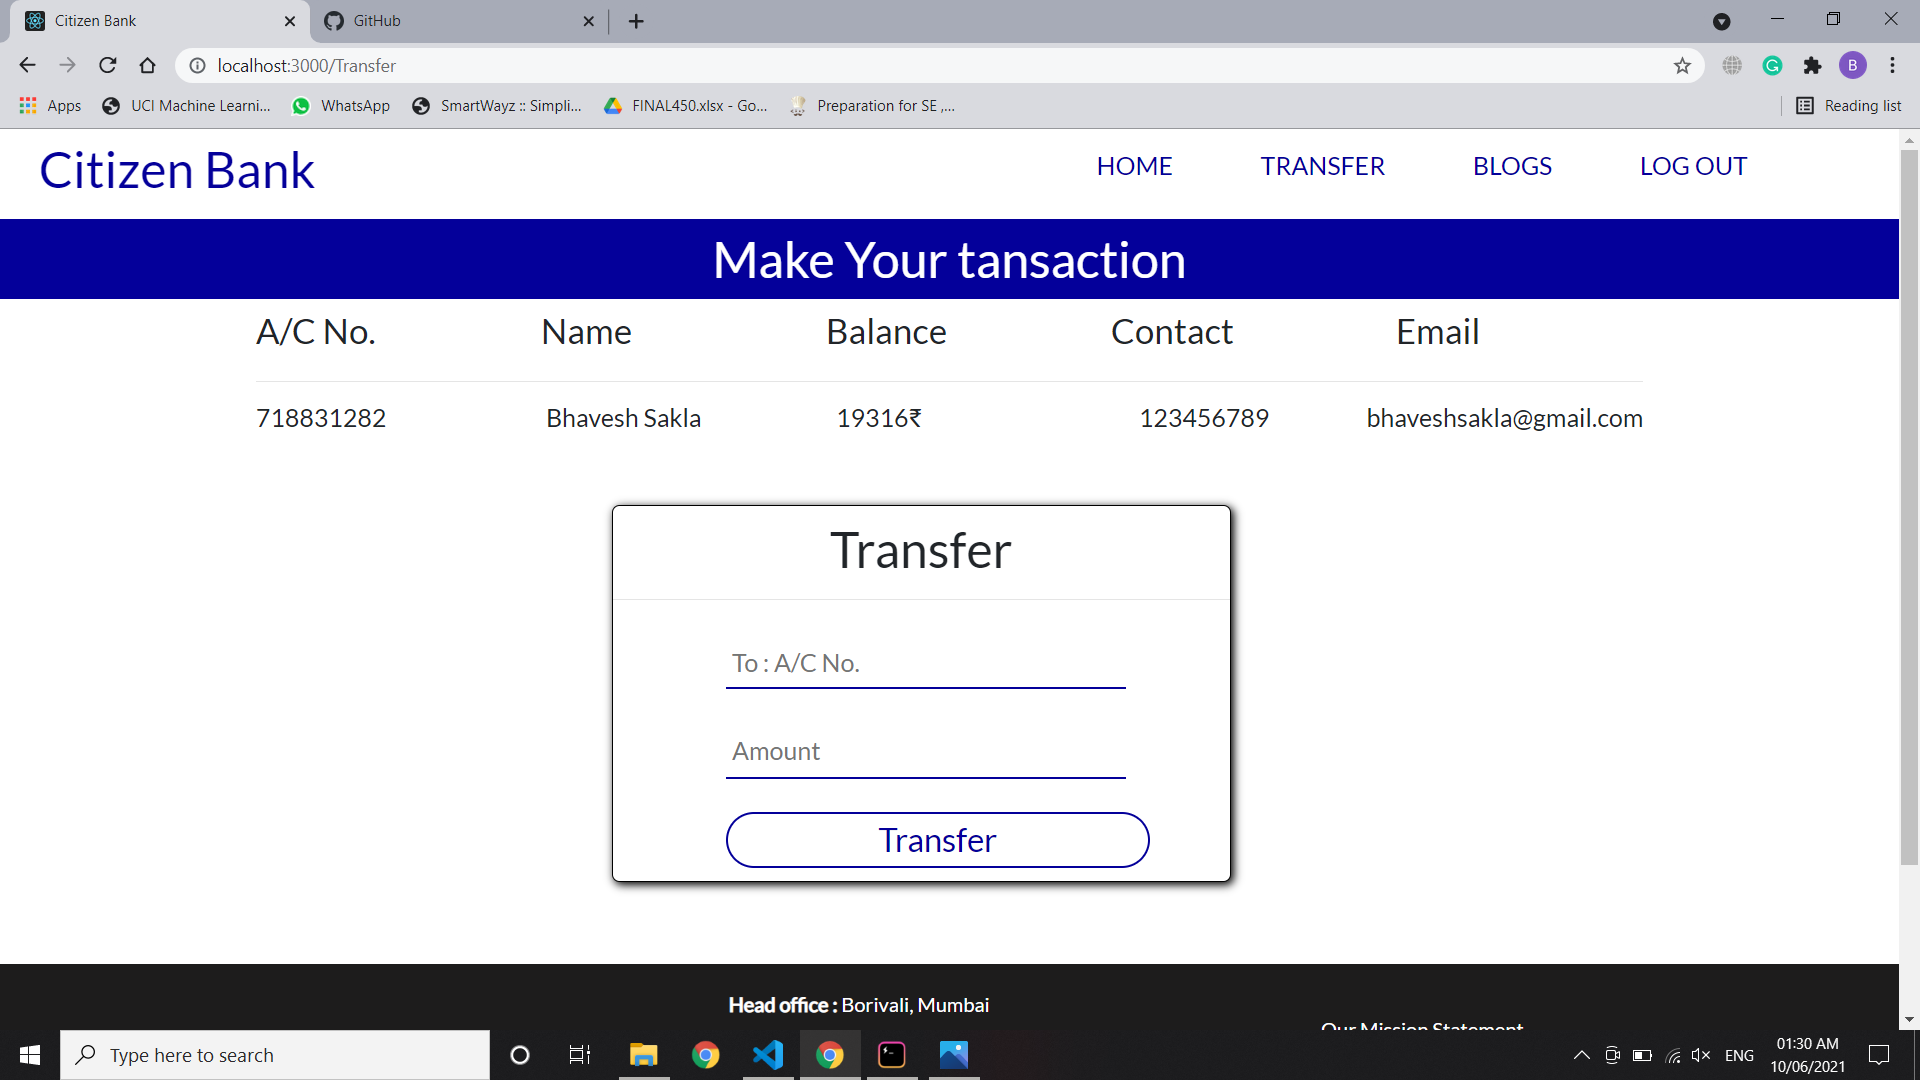 Citizen Bank
GitHub
localhost:3000/Transfer
B
Apps
UCI Machine Learni...
WhatsApp
SmartWayz :: Simpli...
FINAL450.xlsx - Go...
Preparation for SE ,...
Reading list
Citizen Bank
HOME
TRANSFER
BLOGS
LOG OUT
Make Your tansaction
A/C No.
Name
Balance
Contact
Email
718831282
Bhavesh Sakla
19316₹
123456789
bhaveshsakla@gmail.com
Transfer
To : A/C No.
Amount
Transfer
Head office : Borivali, Mumbai
Our Mission Statement
Type here to search
ENG
01:30 AM
10/06/2021